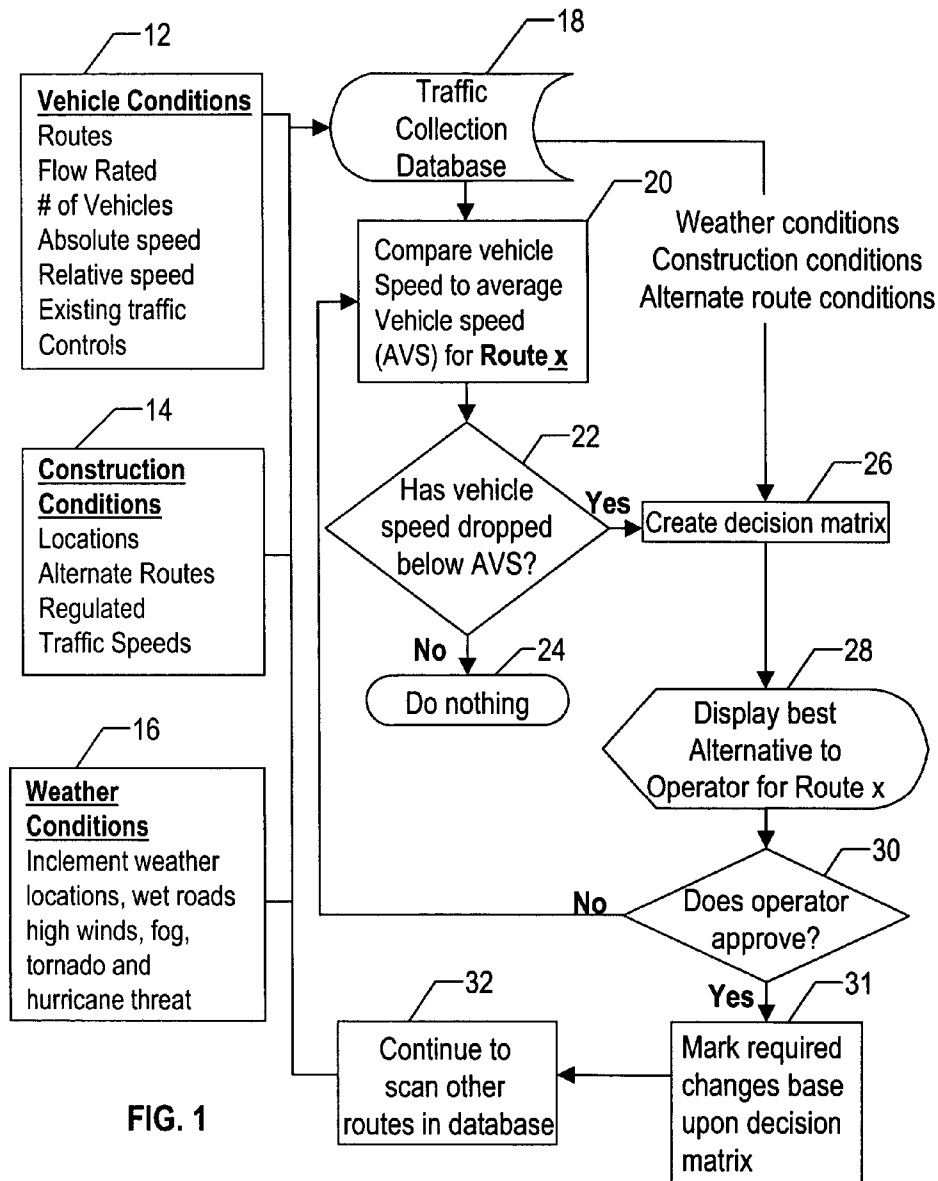 12
Vehicle Conditions
Routes
Flow Rated
# of Vehicles
Absolute speed
Relative speed
Existing traffic
Controls
14
Construction
Conditions
Locations
Alternate Routes
Regulated
Traffic Speeds
16
Weather
Conditions
Inclement weather
locations, wet roads
high winds, fog,
tornado and
hurricane threat
18
Traffic
Collection
Database
20
Compare vehicle
Speed to average
Vehicle speed
(AVS) for Route x
Weather conditions
Construction conditions
Alternate route conditions
22
Has vehicle
speed dropped
below AVS?
Yes
No
24
Do nothing
26
Create decision matrix
28
Display best
Alternative to
Operator for Route x
30
Does operator
approve?
No
Yes
31
Mark required
changes base
upon decision
matrix
32
Continue to
scan other
routes in database
FIG. 1